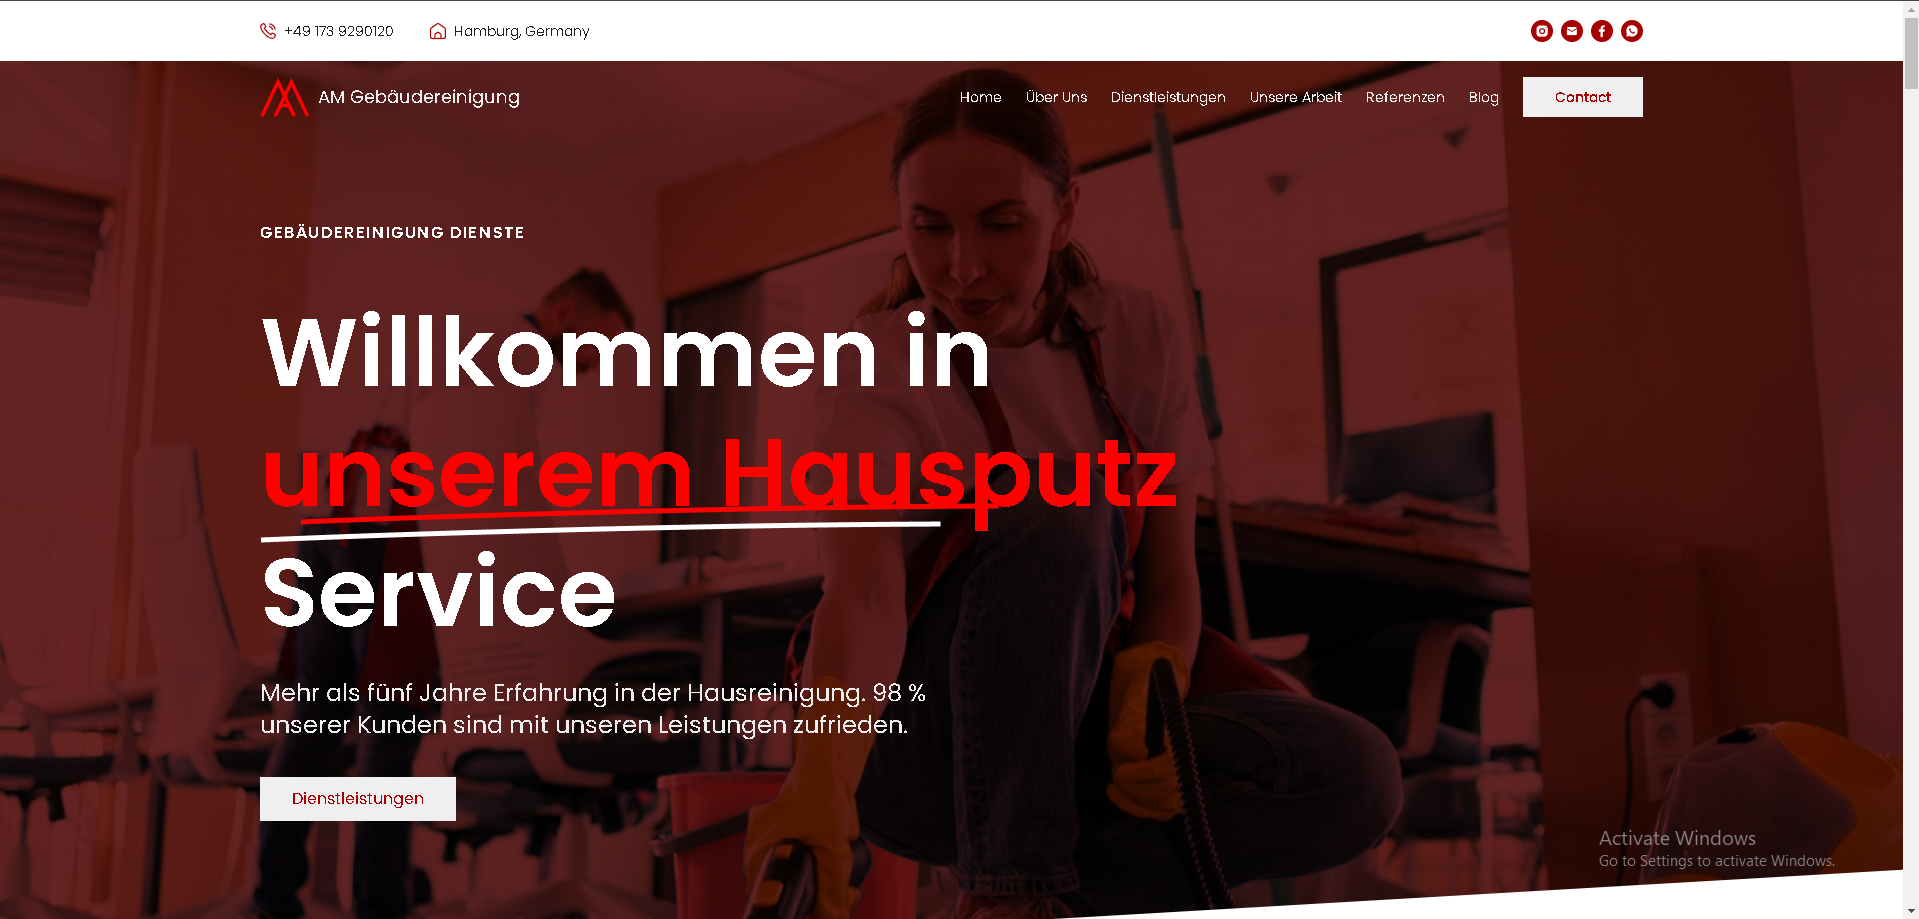 +49 173 9290120
Hamburg, Germany
AM Gebäudereinigung
Home
Über Uns
Dienstleistungen
Unsere Arbeit
Referenzen
Blog
Contact
GEBÄUDEREINIGUNG DIENSTE
Willkommen in
unserem Hausputz
Service
Mehr als fünf Jahre Erfahrung in der Hausreinigung. 98 %
unserer Kunden sind mit unseren Leistungen zufrieden.
Dienstleistungen
Activate Windows
Go to Settings to activate Windows.